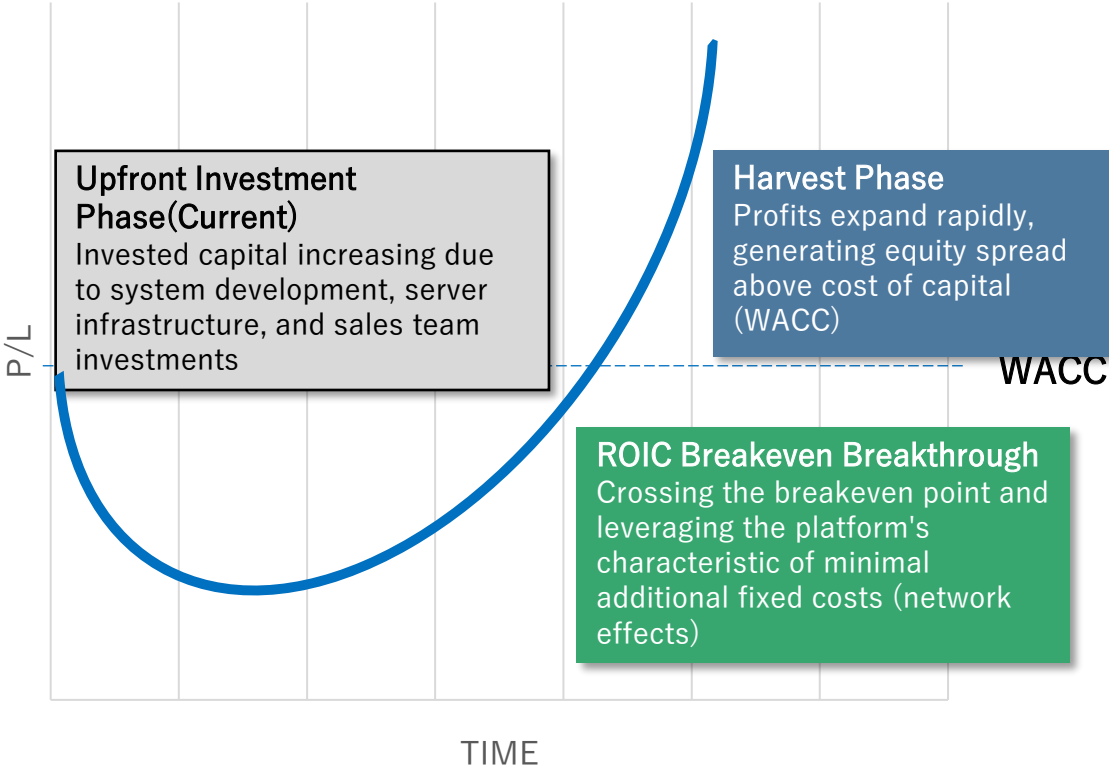 Upfront Investment
Phase(Current)
Invested capital increasing due
to system development, server
infrastructure, and sales team
investments
Harvest Phase
Profits expand rapidly,
generating equity spread
above cost of capital
(WACC)
P/L
WACC
ROIC Breakeven Breakthrough
Crossing the breakeven point and
leveraging the platform's
characteristic of minimal
additional fixed costs (network
effects)
TIME